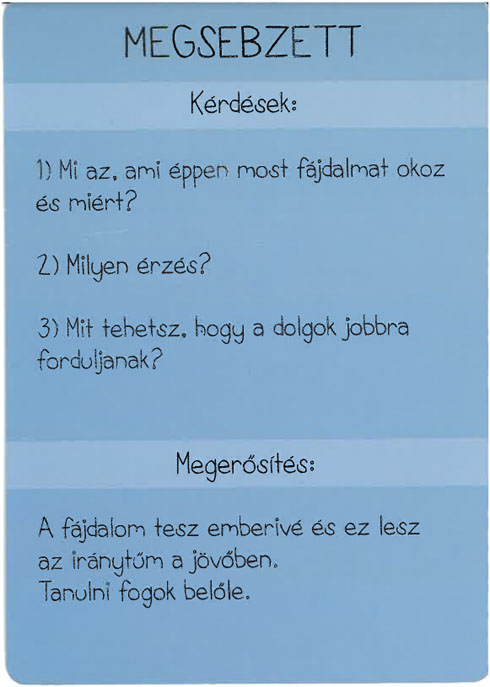 MEGSEBZETT
Kérdések:
1) Mi az, ami éppen most fájdalmat okoz
és miért?
2) Milyen érzés?
3) Mit tehetsz, hogy a dolgok jobbra
forduljanak?
Megerősítés:
A fájdalom tesz emberivé és ez lesz
az iránytűm a jövőben.
Tanulni fogok belőle.